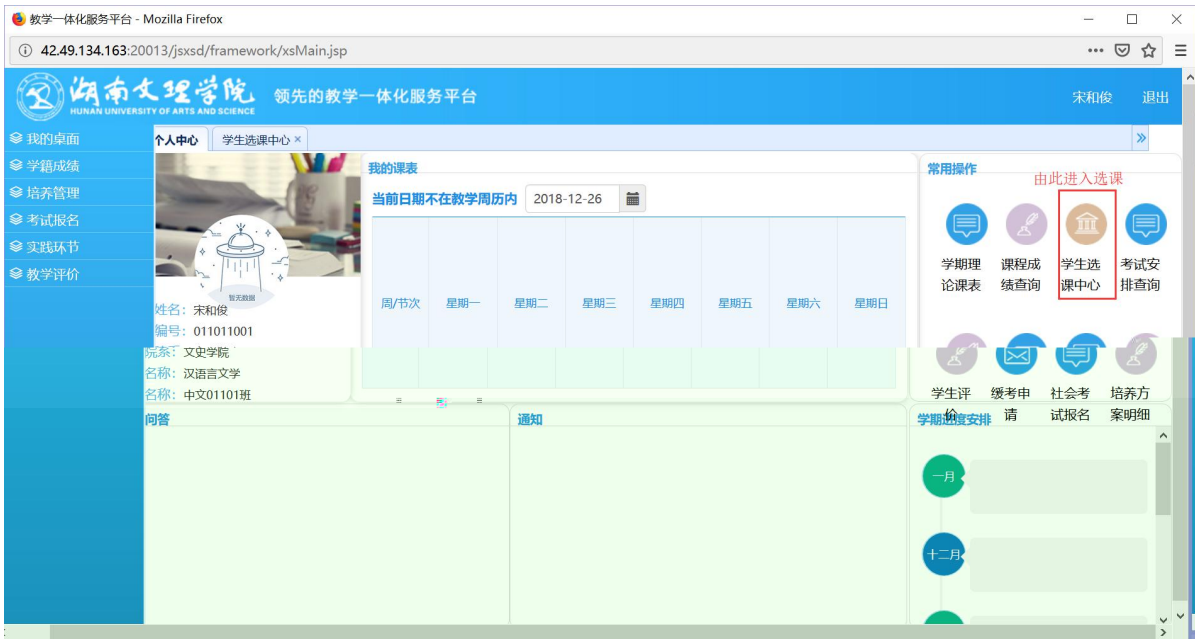 教学一体化服务平台 - Mozilla Firefox
42.49.134.163:20013/jsxsd/framework/xsMain.jsp
湖南文理学院
HUNAN UNIVERSITY OF ARTS AND SCIENCE
领先的教学一体化服务平台
宋和俊 退出
我的桌面
学籍成绩
培养管理
考试报名
实践环节
教学评价
个人中心 学生选课中心 ×
暂无数据
姓名：宋和俊
编号：011011001
院系：文史学院
名称：汉语言文学
名称：中文01101班
我的课表
当前日期不在教学周历内 2018-12-26
周/节次 星期一 星期二 星期三 星期四 星期五 星期六 星期日
常用操作
由此进入选课
学期理论课表
课程成绩查询
学生选课中心
考试安排查询
学生评价
缓考申请
社会考试报名
培养方案明细
问答
通知
学期进度安排
一月
十二月